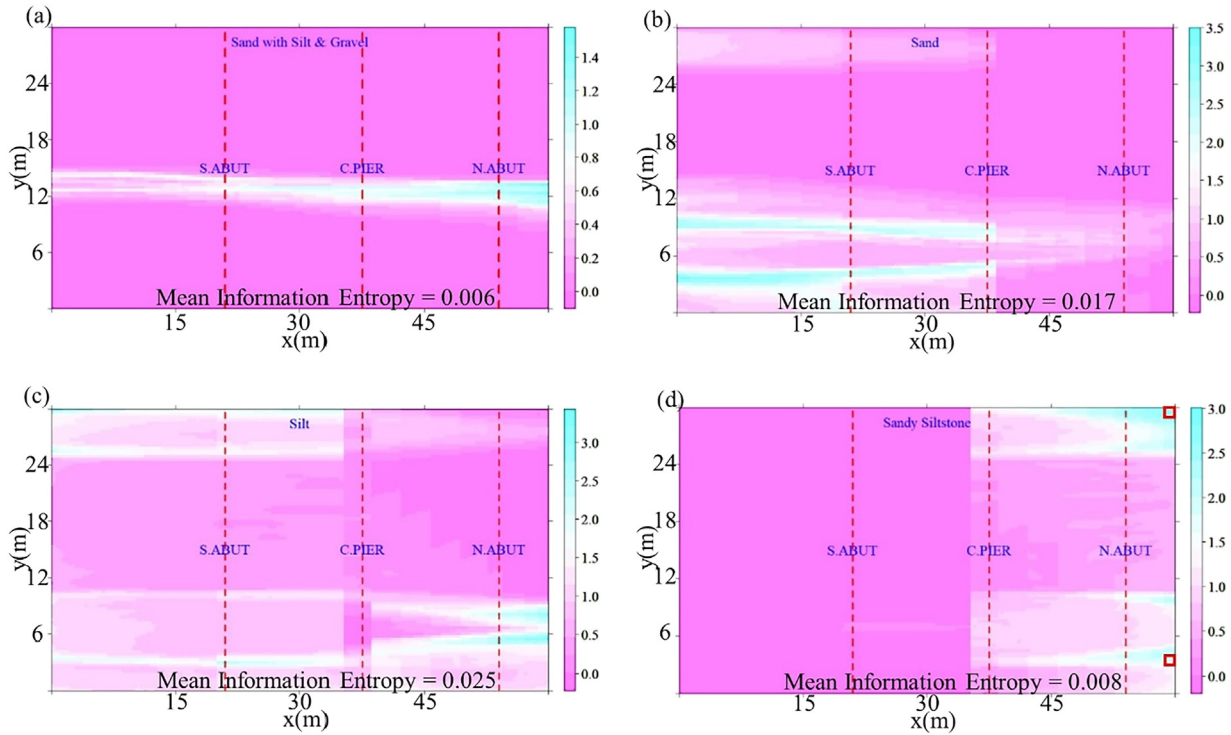 (a)
Sand with Silt & Gravel
24
18
12
6
y(m)
S.ABUT
C.PIER
N.ABUT
Mean Information Entropy = 0.006
15
30
45
x(m)
1.4
1.2
1.0
0.8
0.6
0.4
0.2
0.0
(b)
Sand
24
18
12
6
y(m)
S.ABUT
C.PIER
N.ABUT
Mean Information Entropy = 0.017
15
30
45
x(m)
3.5
3.0
2.5
2.0
1.5
1.0
0.5
0.0
(c)
Silt
24
18
12
6
y(m)
S.ABUT
C.PIER
N.ABUT
Mean Information Entropy = 0.025
15
30
45
x(m)
3.0
2.5
2.0
1.5
1.0
0.5
0.0
(d)
Sandy Siltstone
24
18
12
6
y(m)
S.ABUT
C.PIER
N.ABUT
Mean Information Entropy = 0.008
15
30
45
x(m)
3.0
2.5
2.0
1.5
1.0
0.5
0.0